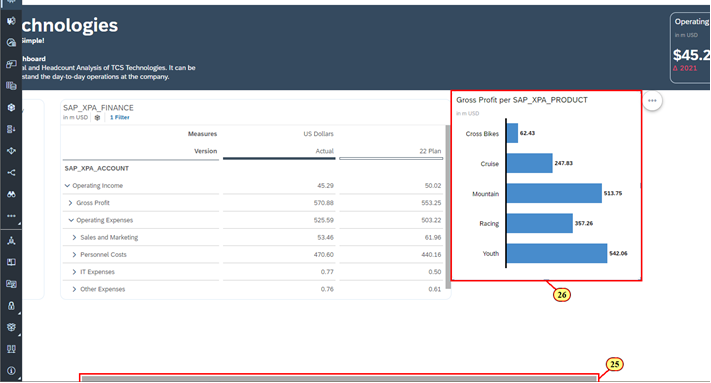 chnologies
imple!
hboard
al and Headcount Analysis of TCS Technologies. It can be
stand the day-to-day operations at the company.
Operating
in m USD
$45.2
Δ 2021
SAP_XPA_FINANCE
in m USD
1 Filter
Measures US Dollars
Version Actual 22 Plan
SAP_XPA_ACCOUNT
Operating Income 45.29 50.02
Gross Profit 570.88 553.25
Operating Expenses 525.59 503.22
Sales and Marketing 53.46 61.96
Personnel Costs 470.60 440.16
IT Expenses 0.77 0.50
Other Expenses 0.76 0.61
Gross Profit per SAP_XPA_PRODUCT
in m USD
Cross Bikes 62.43
Cruise 247.83
Mountain 513.75
Racing 357.26
Youth 542.06
26
25